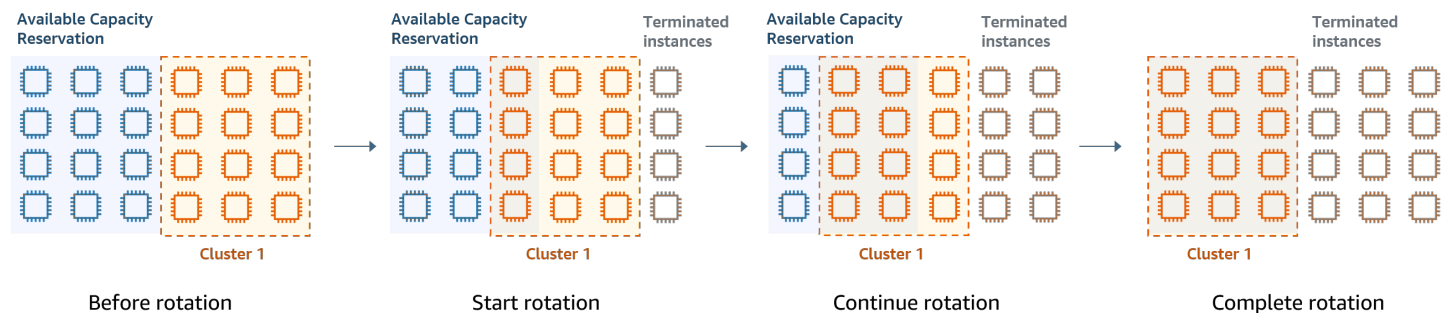 Available Capacity
Reservation
Cluster 1
Before rotation
Available Capacity
Reservation
Terminated
instances
Cluster 1
Start rotation
Available Capacity
Reservation
Terminated
instances
Cluster 1
Continue rotation
Terminated
instances
Cluster 1
Complete rotation